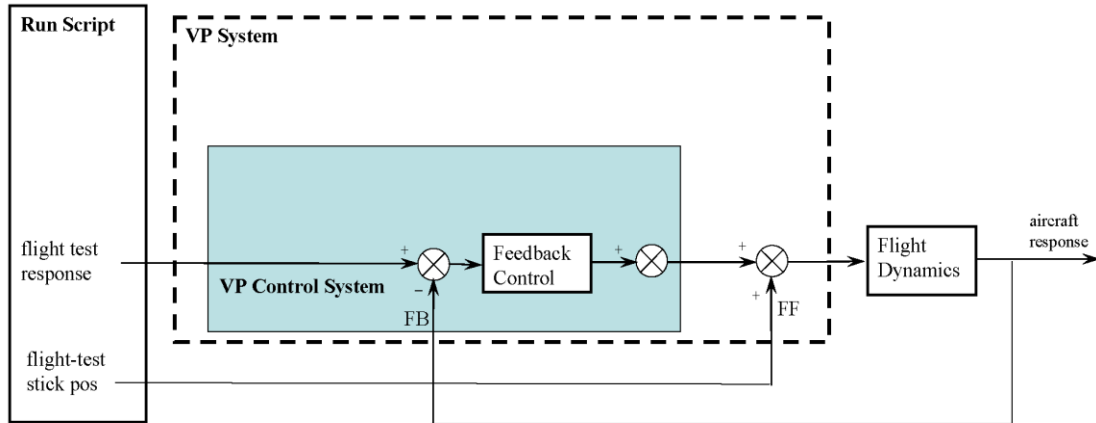 Run Script
VP System
flight test
response
+
−
Feedback
Control
+
+
+
Flight
Dynamics
aircraft
response
VP Control System
FB
FF
flight-test
stick pos